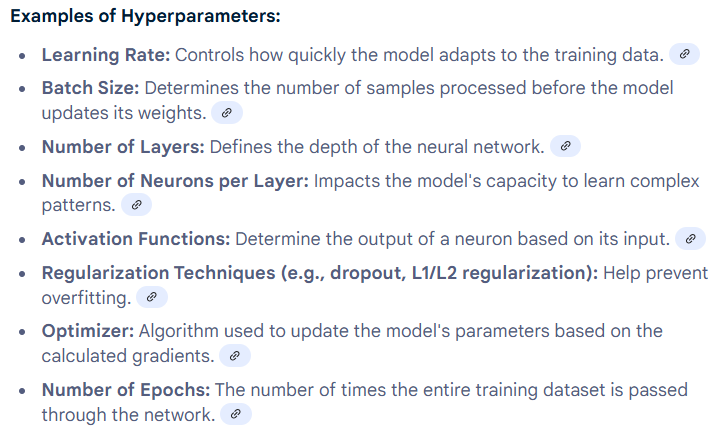 Examples of Hyperparameters:
• Learning Rate: Controls how quickly the model adapts to the training data.
• Batch Size: Determines the number of samples processed before the model
updates its weights.
• Number of Layers: Defines the depth of the neural network.
• Number of Neurons per Layer: Impacts the model's capacity to learn complex
patterns.
• Activation Functions: Determine the output of a neuron based on its input.
• Regularization Techniques (e.g., dropout, L1/L2 regularization): Help prevent
overfitting.
• Optimizer: Algorithm used to update the model's parameters based on the
calculated gradients.
• Number of Epochs: The number of times the entire training dataset is passed
through the network.